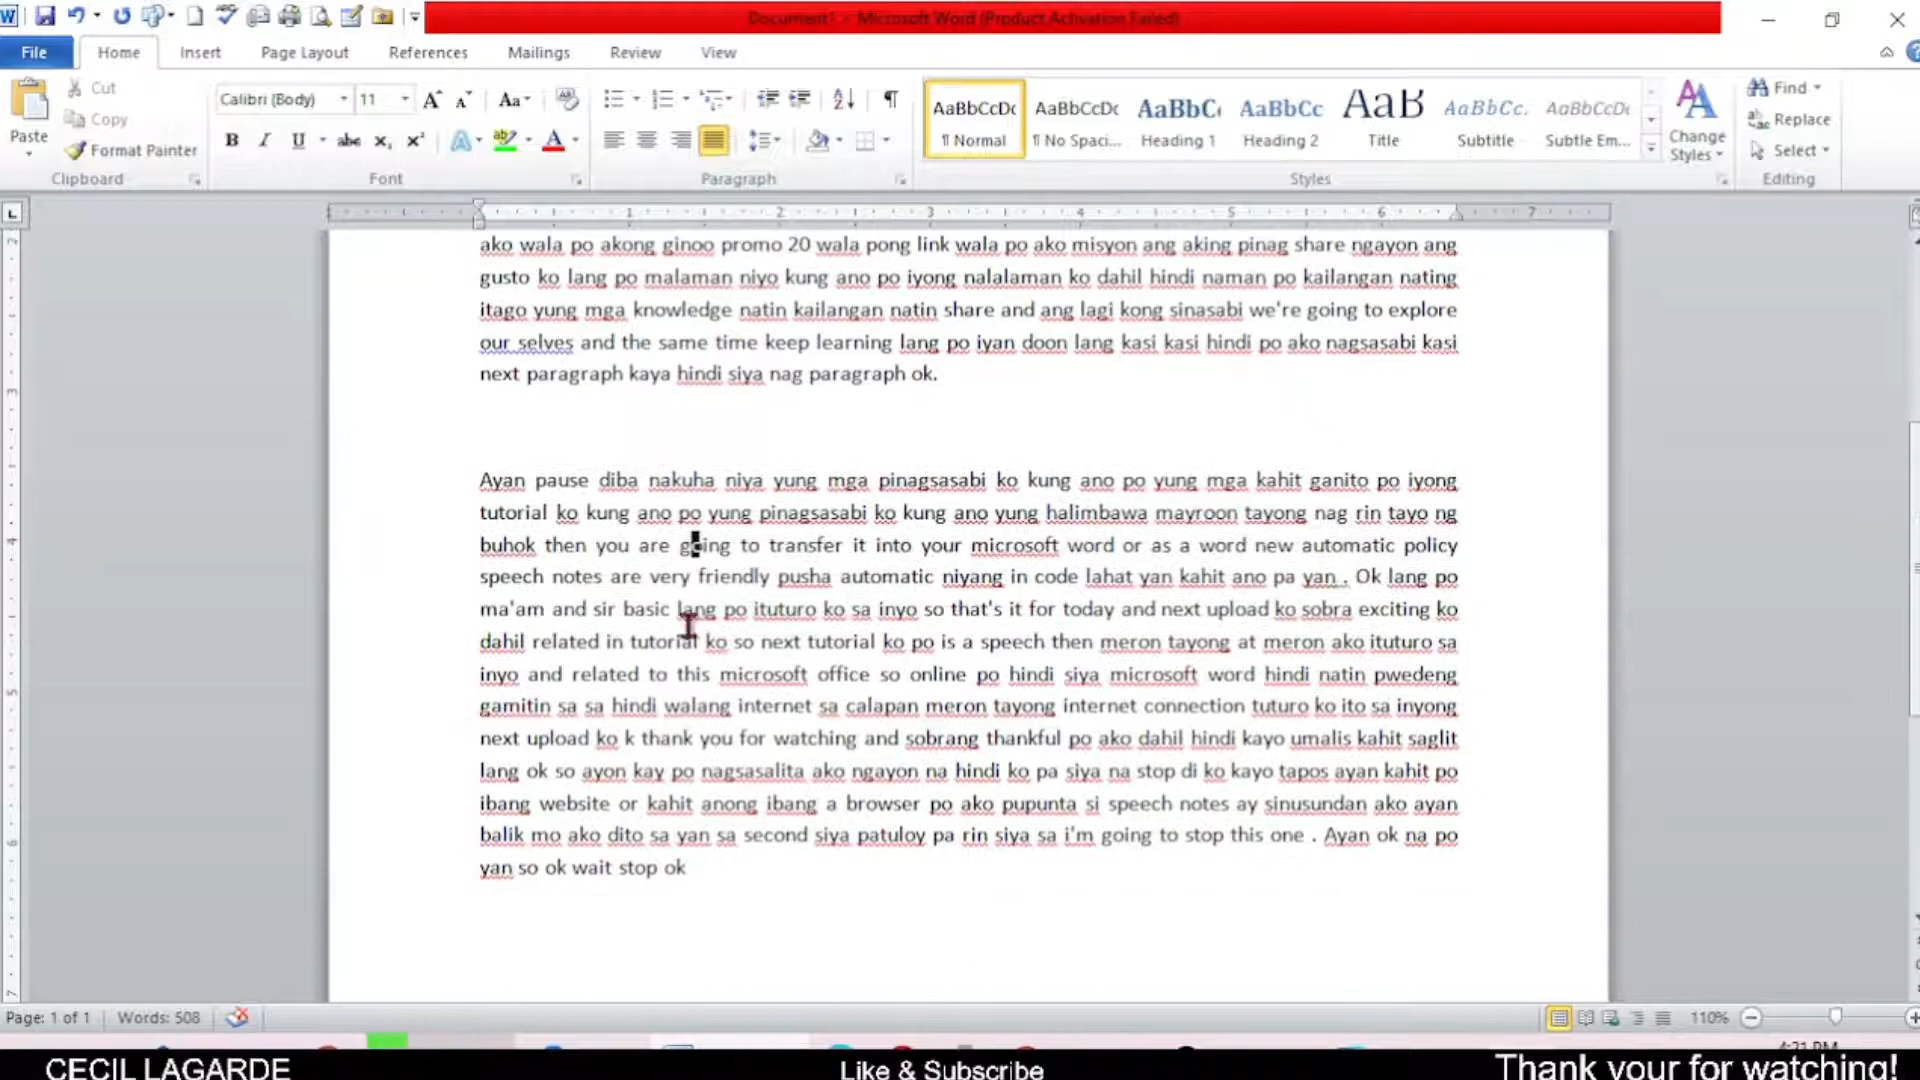 Document1 - Microsoft Word (Product Activation Failed)
File Home Insert Page Layout References Mailings Review View
Cut
Copy
Format Painter
Paste
Clipboard
Calibri (Body) 11
Font
Paragraph
AaBbCcDc AaBbCcDc AaBbC AaBbCc AaB AaBbCc. AaBbCcDc
¶ Normal ¶ No Spaci... Heading 1 Heading 2 Title Subtitle Subtle Em...
Change Styles
Styles
Find
Replace
Select
Editing
1 2 3 4 5 6 7
ako wala po akong ginoo promo 20 wala pong link wala po ako misyon ang aking pinag share ngayon ang
gusto ko lang po malaman niyo kung ano po iyong nalalaman ko dahil hindi naman po kailangan nating
itago yung mga knowledge natin kailangan natin share and ang lagi kong sinasabi we're going to explore
our selves and the same time keep learning lang po iyan doon lang kasi kasi hindi po ako nagsasabi kasi
next paragraph kaya hindi siya nag paragraph ok.
Ayan pause diba nakuha niya yung mga pinagsasabi ko kung ano po yung mga kahit ganito po iyong
tutorial ko kung ano po yung pinagsasabi ko kung ano yung halimbawa mayroon tayong nag rin tayo ng
buhok then you are going to transfer it into your microsoft word or as a word new automatic policy
speech notes are very friendly pusha automatic niyang in code lahat yan kahit ano pa yan . Ok lang po
ma'am and sir basic lang po ituturo ko sa inyo so that's it for today and next upload ko sobra exciting ko
dahil related in tutorial ko so next tutorial ko po is a speech then meron tayong at meron ako ituturo sa
inyo and related to this microsoft office so online po hindi siya microsoft word hindi natin pwedeng
gamitin sa sa hindi walang internet sa calapan meron tayong internet connection tuturo ko ito sa inyong
next upload ko k thank you for watching and sobrang thankful po ako dahil hindi kayo umalis kahit saglit
lang ok so ayon kay po nagsasalita ako ngayon na hindi ko pa siya na stop di ko kayo tapos ayan kahit po
ibang website or kahit anong ibang a browser po ako pupunta si speech notes ay sinusundan ako ayan
balik mo ako dito sa yan sa second siya patuloy pa rin siya sa i'm going to stop this one . Ayan ok na po
yan so ok wait stop ok
Page: 1 of 1 Words: 508 110%
4:21 PM
CECIL LAGARDE Like & Subscribe Thank your for watching!